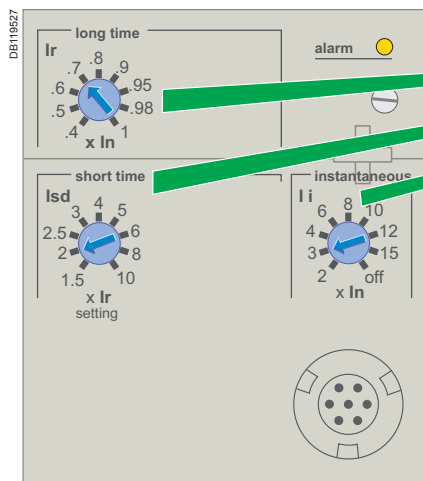 DB119527
long time
Ir
.4 .5 .6 .7 .8 .9 .95 .98 1
x In
alarm
short time
Isd
1.5 2 2.5 3 4 5 6 8 10
x Ir
setting
instantaneous
I i
2 3 4 6 8 10 12 15 off
x In